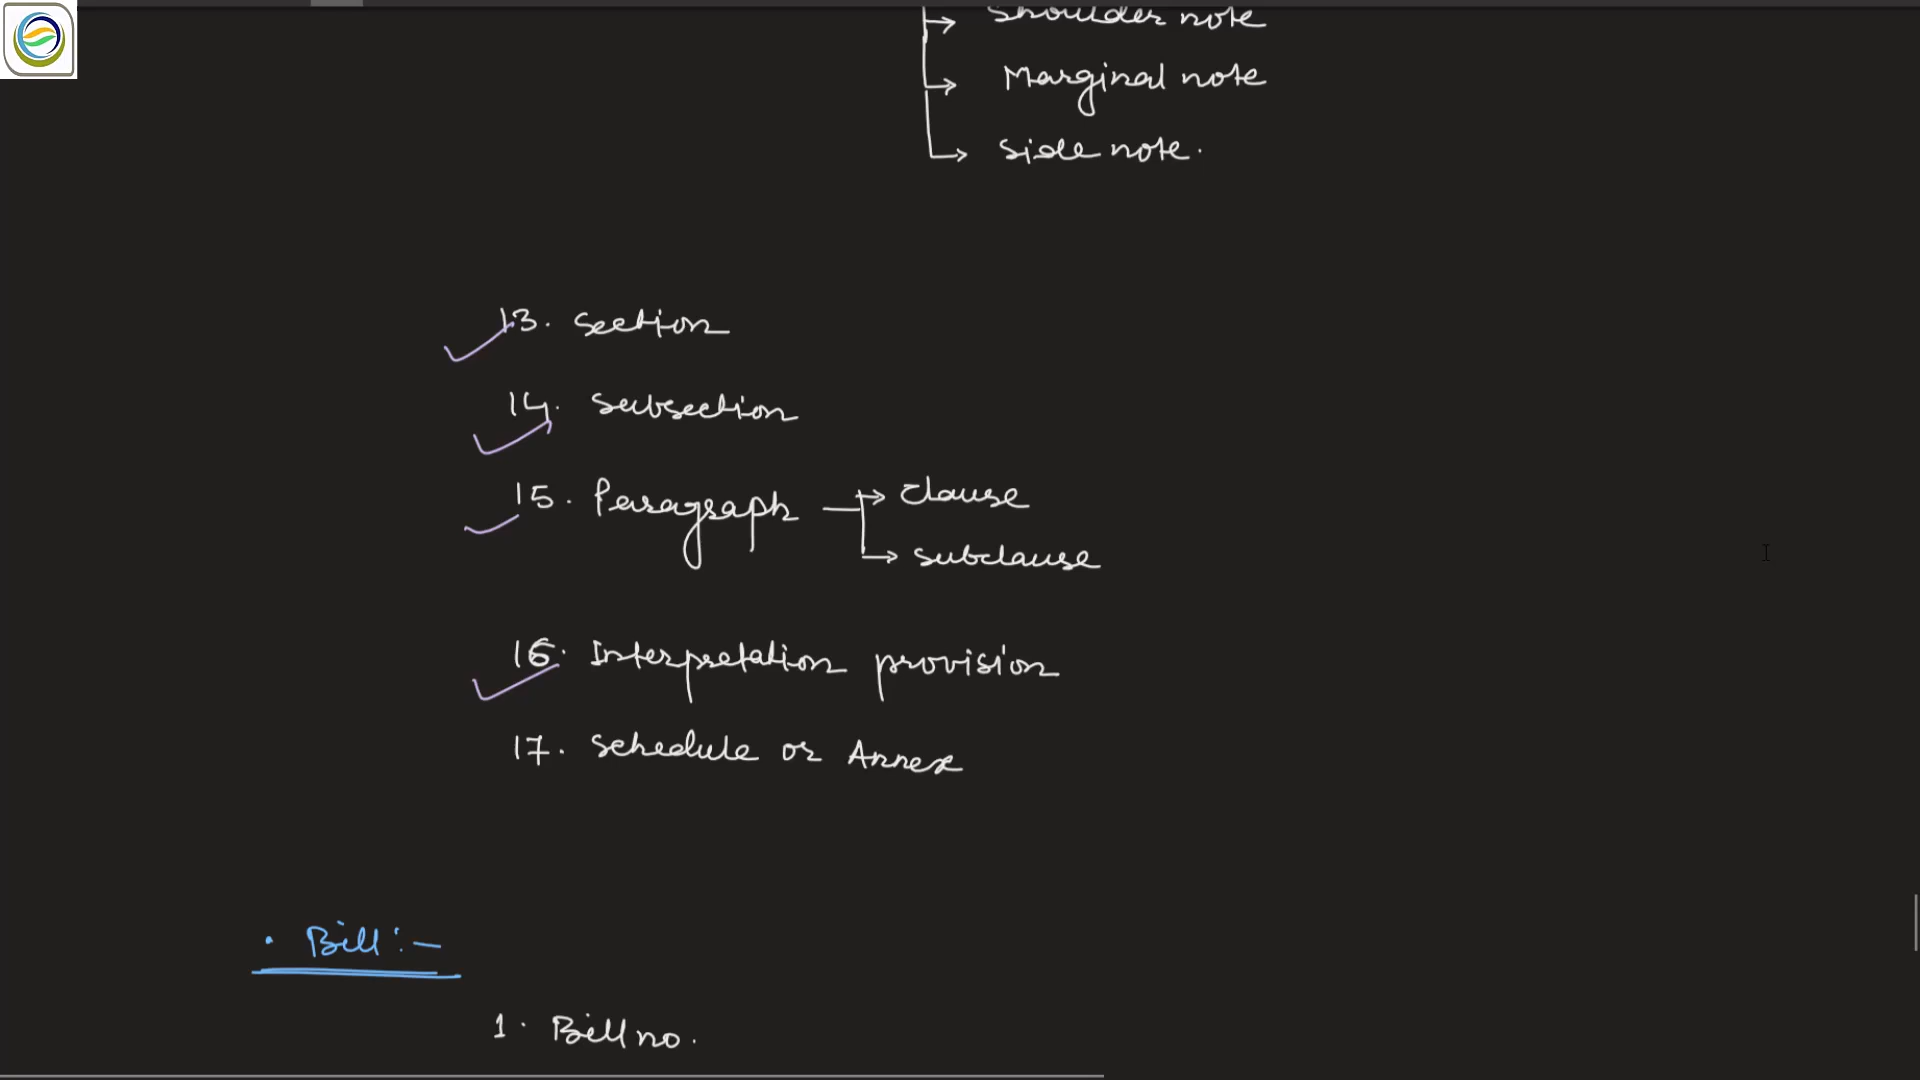 → Shoulder note
→ Marginal note
→ Side note.
13. Section
14. Subsection
15. Paragraph → Clause
→ subclause
16. Interpretation provision
17. Schedule or Annex
• Bill :-
1. Bill no.